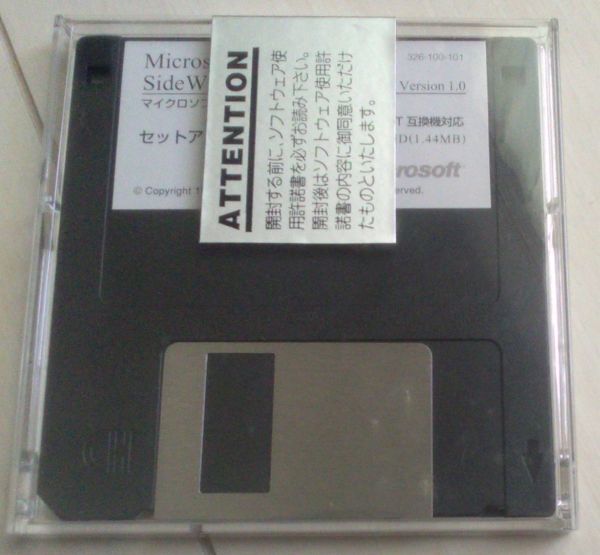 Micros
SideW
マイクロソフ
セットア
© Copyright 1
326-100-101
Version 1.0
T 互換機対応
D(1.44MB)
rosoft
erved.
ATTENTION
開封する前に、ソフトウェア使
用許諾書を必ずお読み下さい。
開封後はソフトウェア使用許
諾書の内容に御同意いただけ
たものといたします。